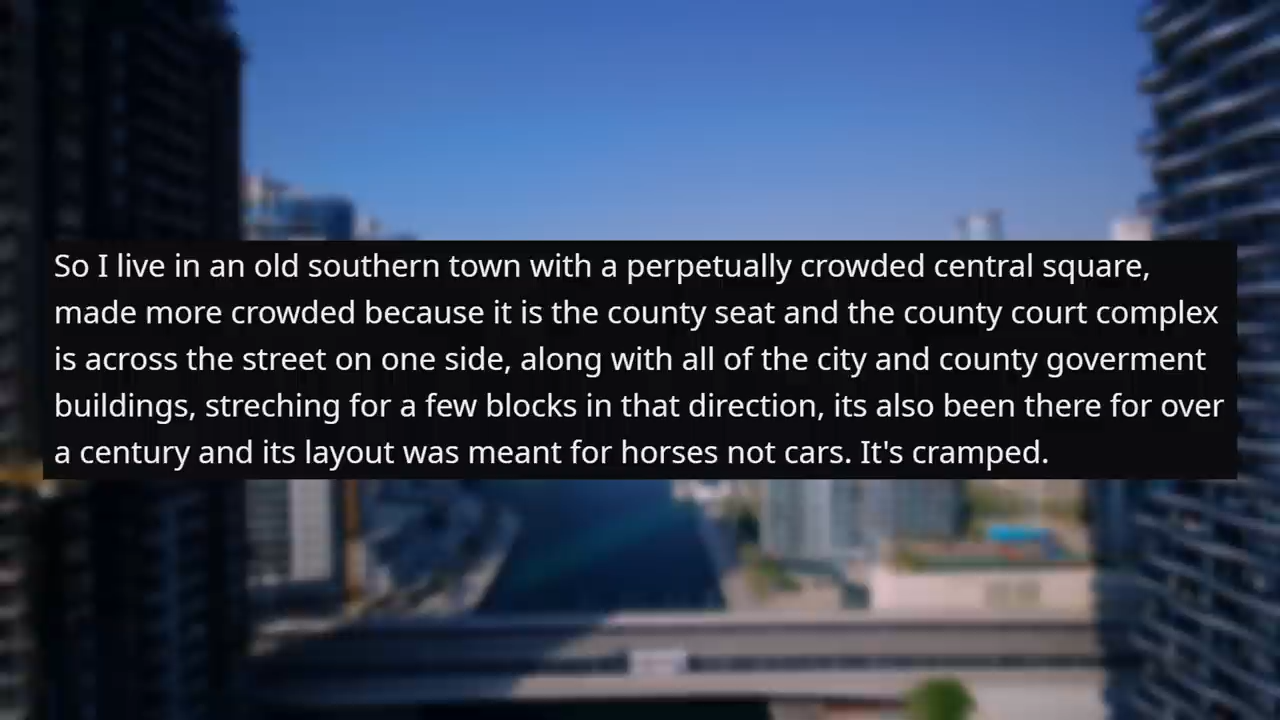 So I live in an old southern town with a perpetually crowded central square,
made more crowded because it is the county seat and the county court complex
is across the street on one side, along with all of the city and county goverment
buildings, streching for a few blocks in that direction, its also been there for over
a century and its layout was meant for horses not cars. It's cramped.